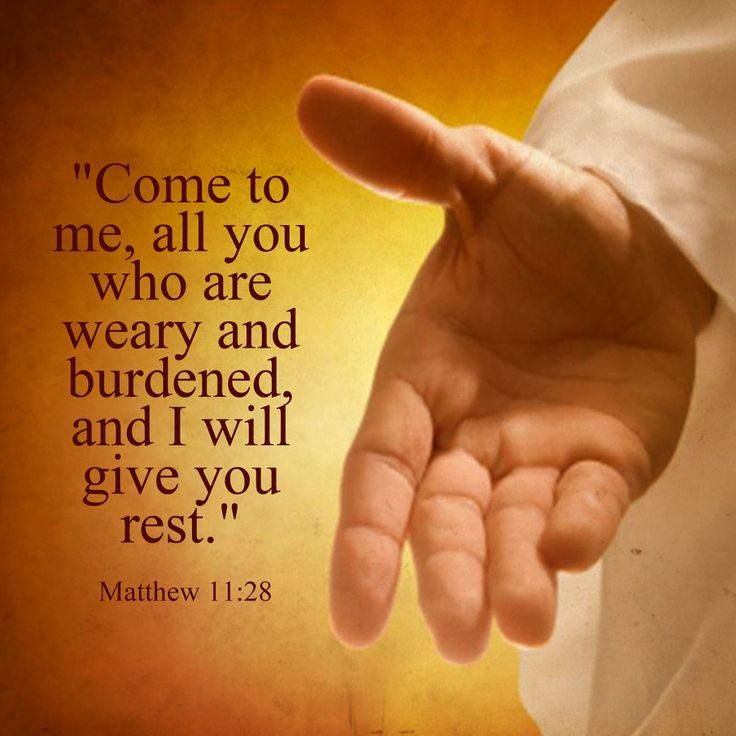 "Come to
me, all you
who are
weary and
burdened,
and I will
give you
rest."
Matthew 11:28